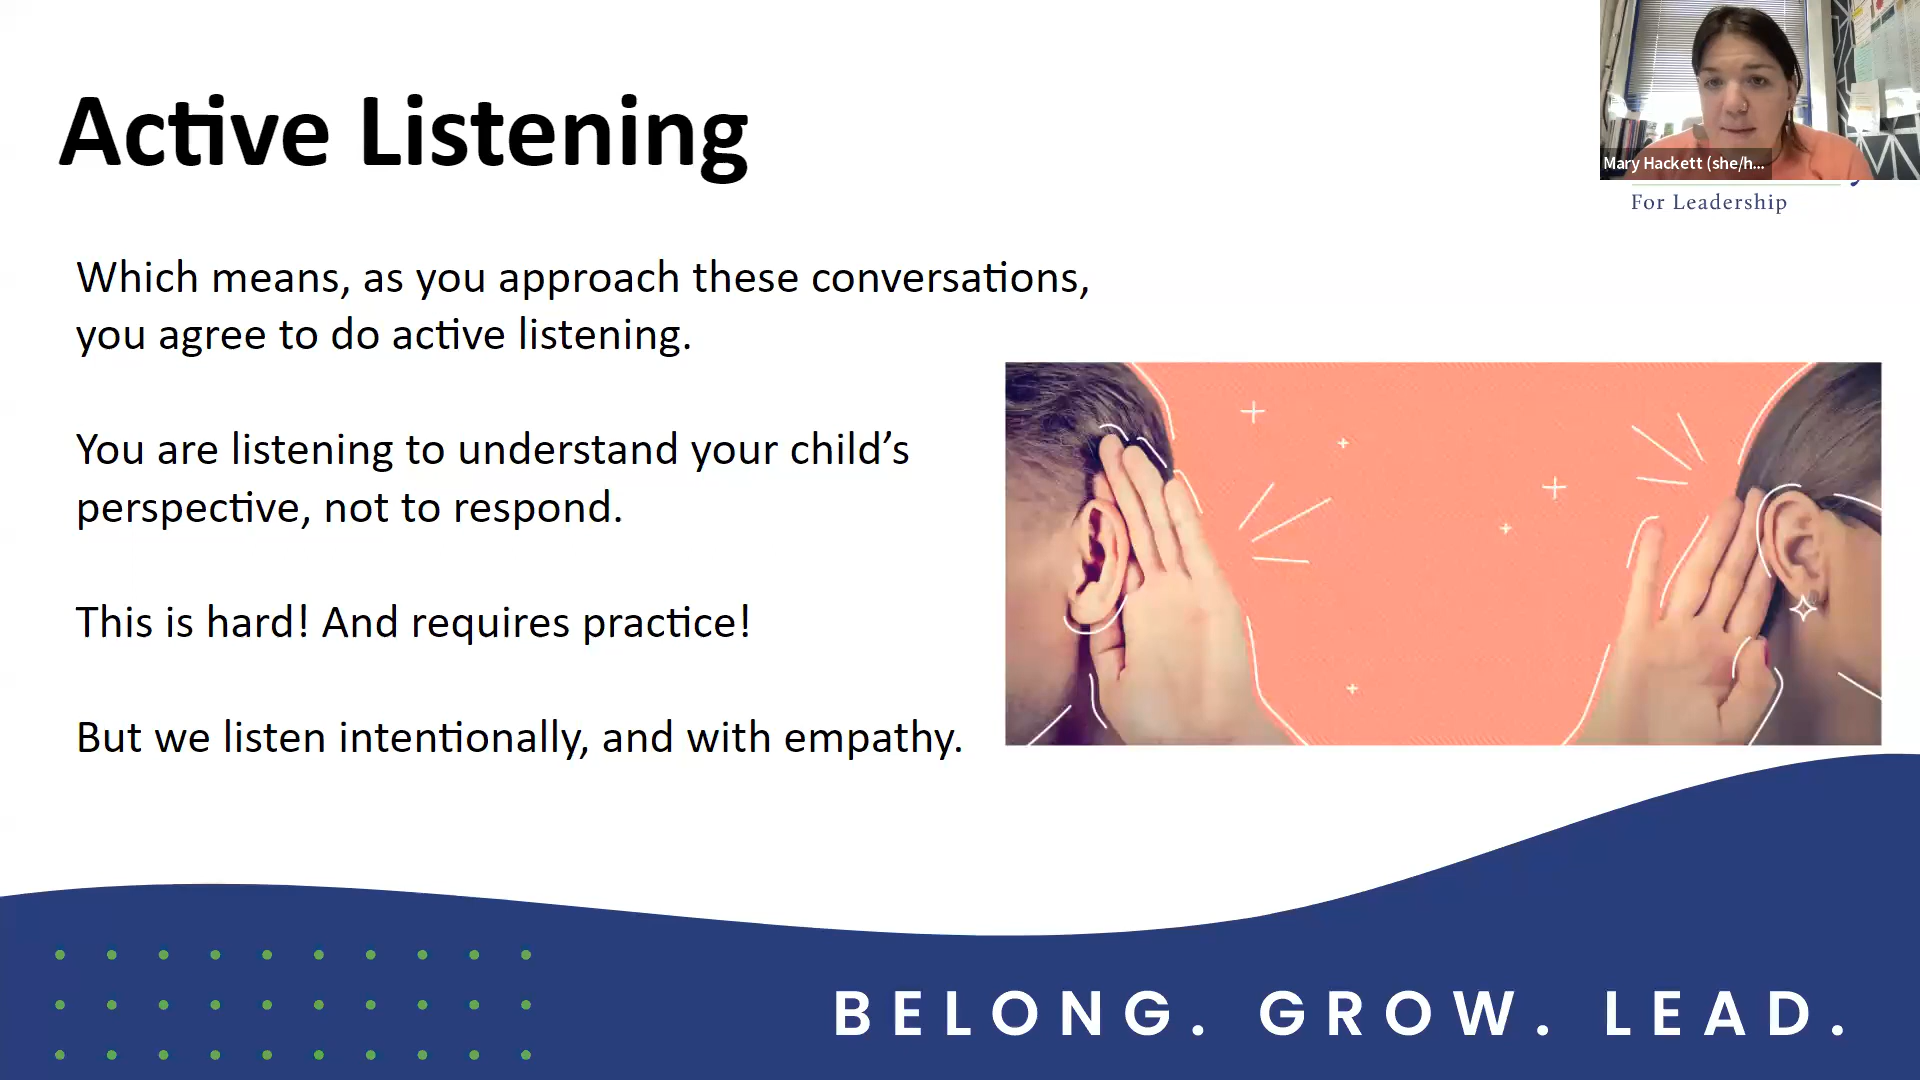 Active Listening
Mary Hackett (she/h...
For Leadership
Which means, as you approach these conversations,
you agree to do active listening.
You are listening to understand your child’s
perspective, not to respond.
This is hard! And requires practice!
But we listen intentionally, and with empathy.
BELONG. GROW. LEAD.